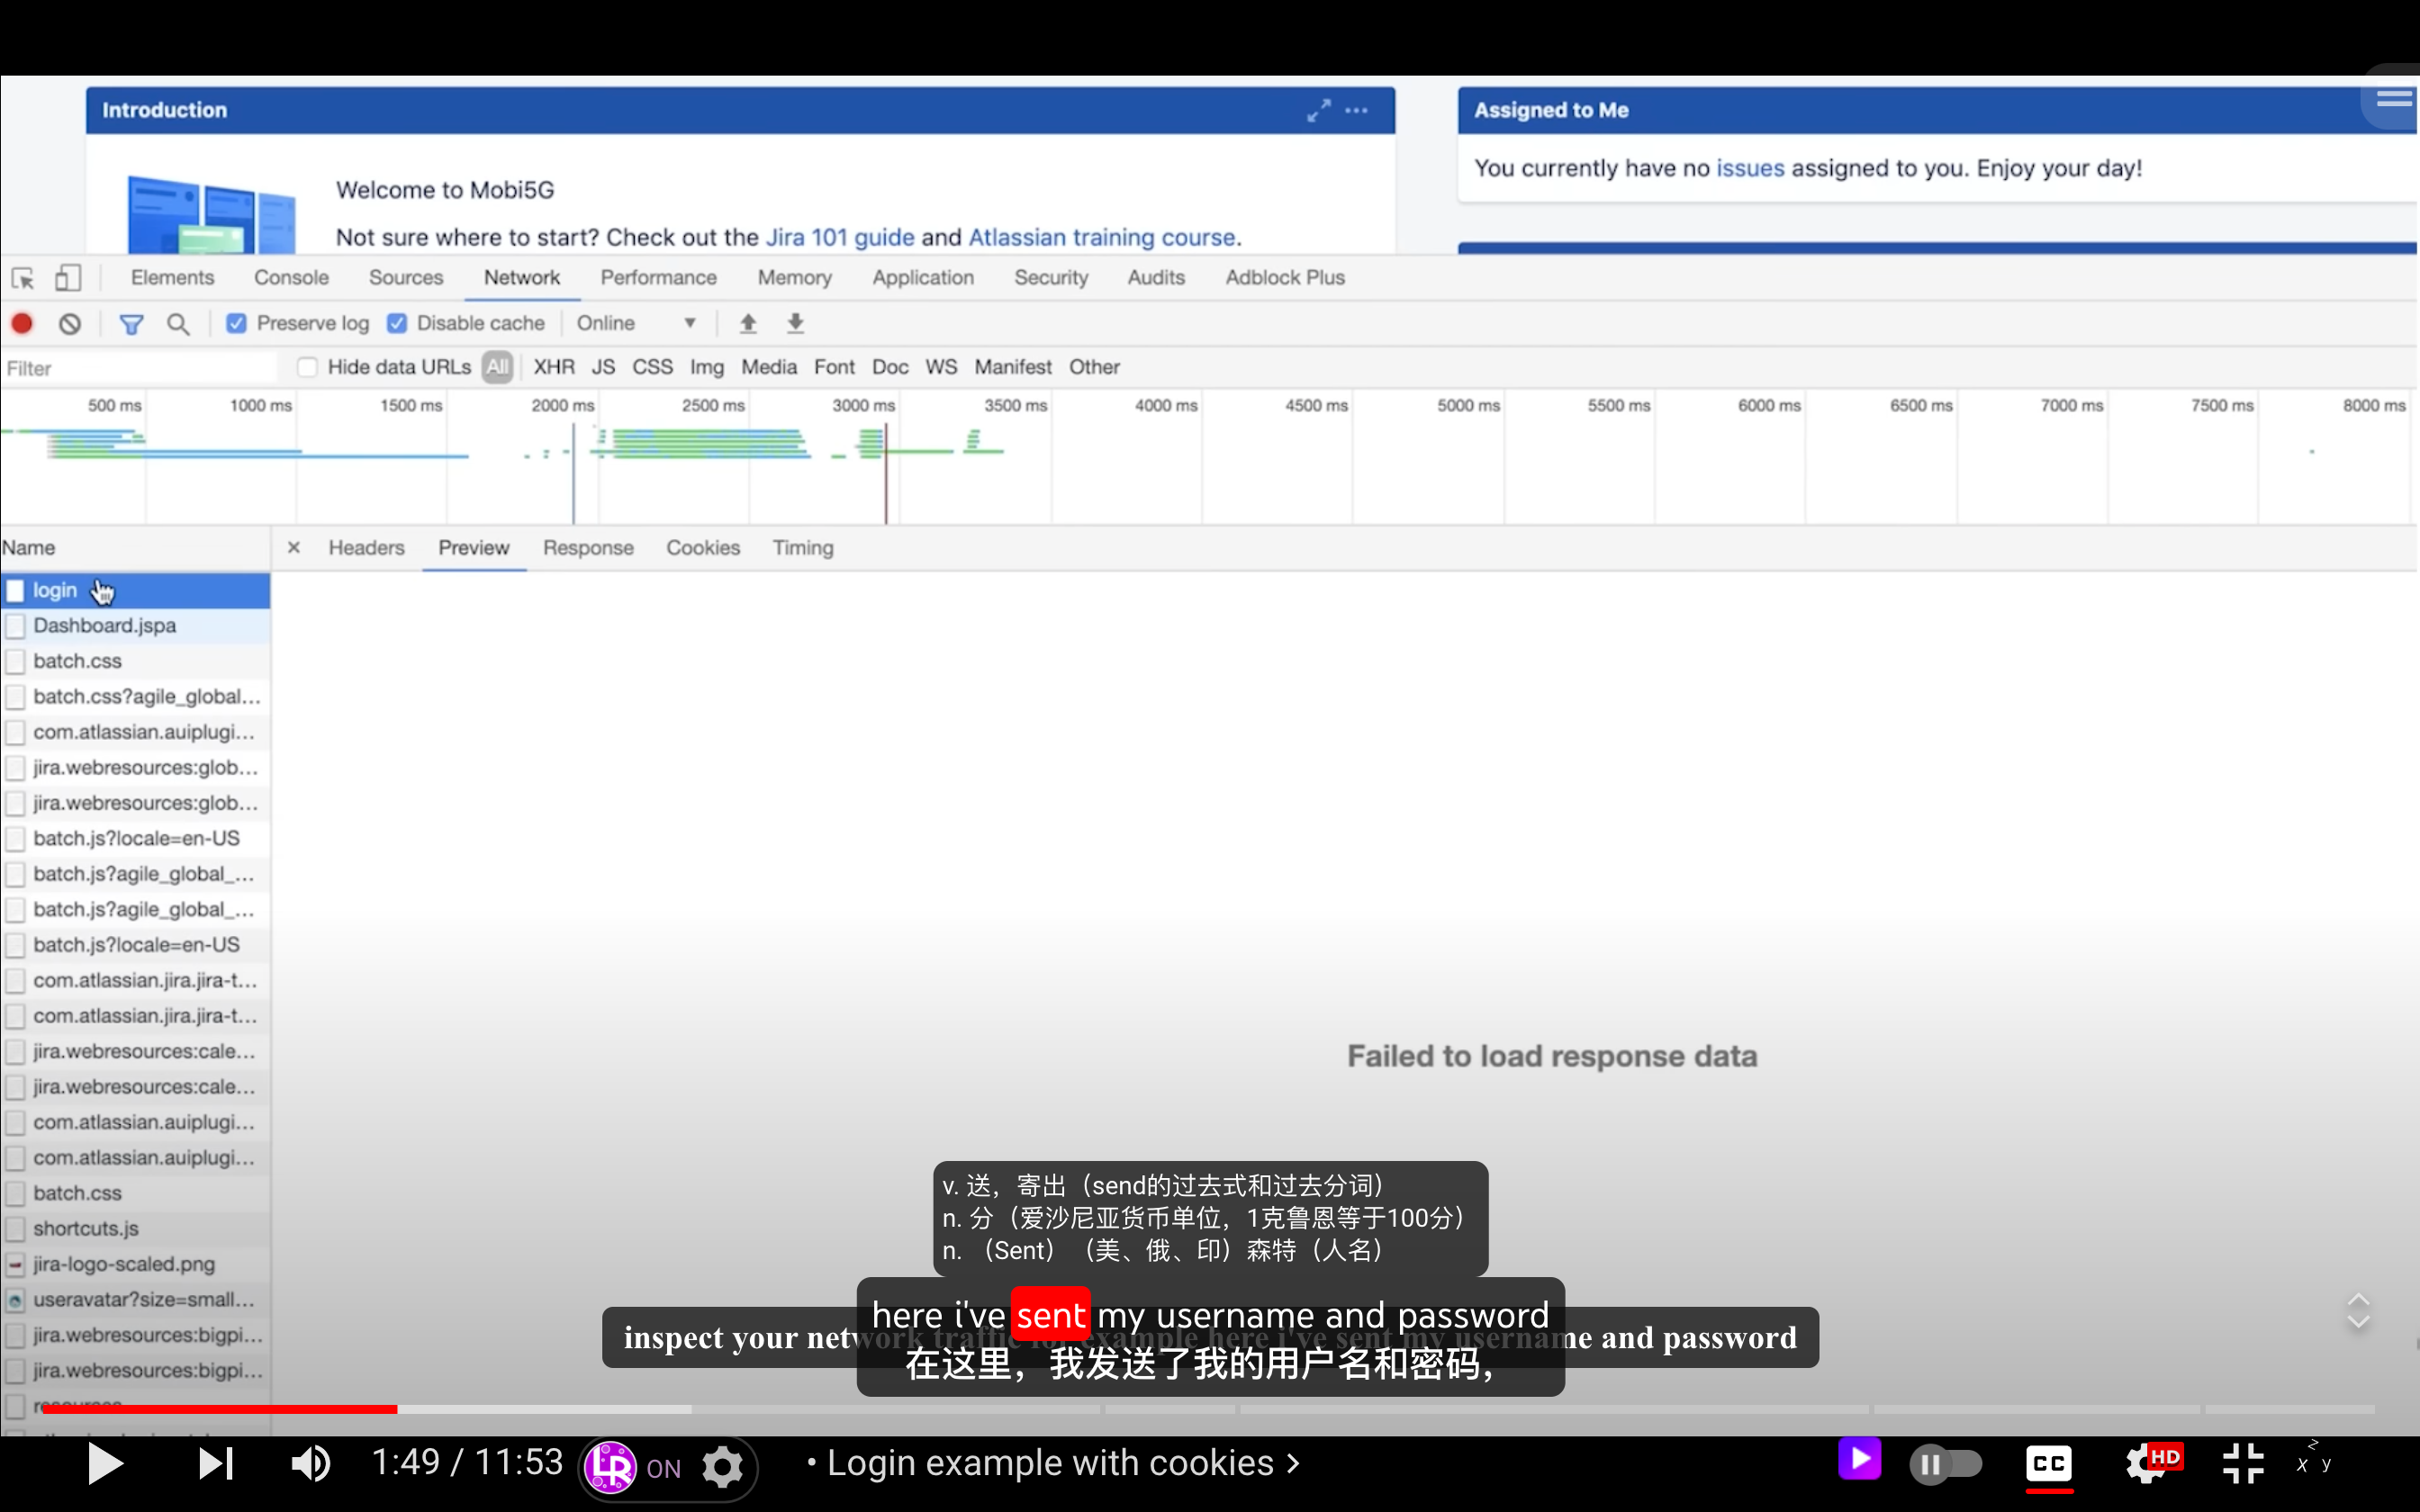 Introduction
Assigned to Me
Welcome to Mobi5G
You currently have no issues assigned to you. Enjoy your day!
Not sure where to start? Check out the Jira 101 guide and Atlassian training course.
Elements Console Sources Network Performance Memory Application Security Audits Adblock Plus
Preserve log Disable cache Online
Filter Hide data URLs All XHR JS CSS Img Media Font Doc WS Manifest Other
500 ms 1000 ms 1500 ms 2000 ms 2500 ms 3000 ms 3500 ms 4000 ms 4500 ms 5000 ms 5500 ms 6000 ms 6500 ms 7000 ms 7500 ms 8000 ms
Name × Headers Preview Response Cookies Timing
login
Dashboard.jspa
batch.css
batch.css?agile_global...
com.atlassian.auiplugi...
jira.webresources:glob...
jira.webresources:glob...
batch.js?locale=en-US
batch.js?agile_global_...
batch.js?agile_global_...
batch.js?locale=en-US
com.atlassian.jira.jira-t...
com.atlassian.jira.jira-t...
jira.webresources:cale...
jira.webresources:cale...
com.atlassian.auiplugi...
com.atlassian.auiplugi...
batch.css
shortcuts.js
jira-logo-scaled.png
useravatar?size=small...
jira.webresources:bigpi...
jira.webresources:bigpi...
Failed to load response data
v. 送，寄出（send的过去式和过去分词）
n. 分（爱沙尼亚货币单位，1克鲁恩等于100分）
n. （Sent）（美、俄、印）森特（人名）
here i've sent my username and password
inspect your network traffic for example here i've sent my username and password
在这里，我发送了我的用户名和密码，
1:49 / 11:53 LR ON • Login example with cookies > CC HD z x y